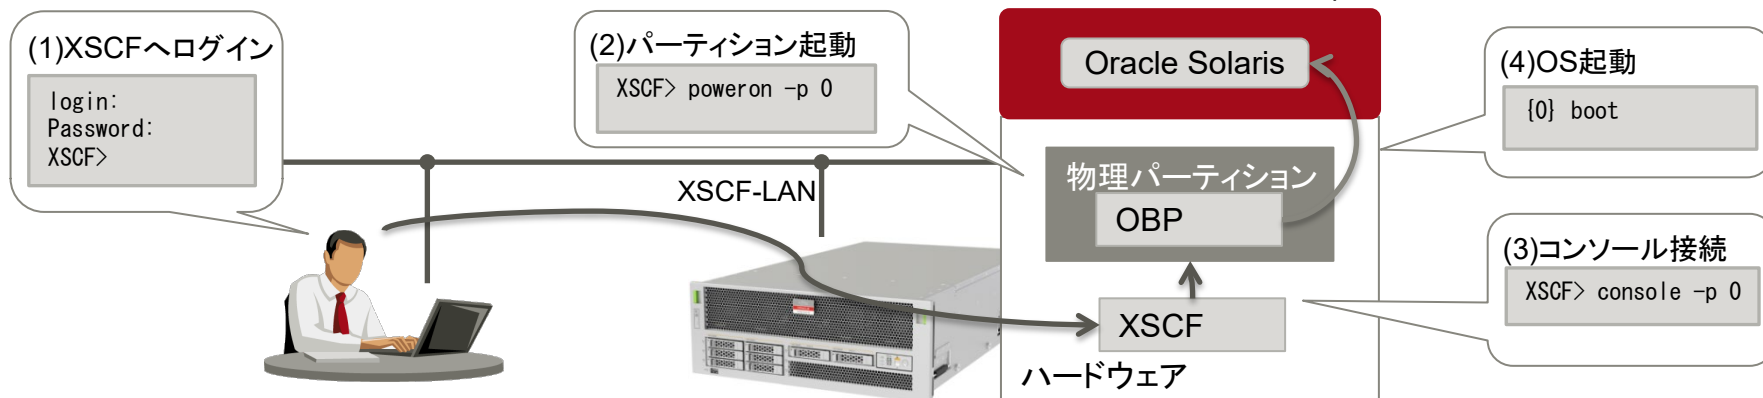 (1)XSCFへログイン
login:
Password:
XSCF>
(2)パーティション起動
XSCF> poweron -p 0
XSCF-LAN
Oracle Solaris
物理パーティション
OBP
XSCF
ハードウェア
(4)OS起動
{0} boot
(3)コンソール接続
XSCF> console -p 0